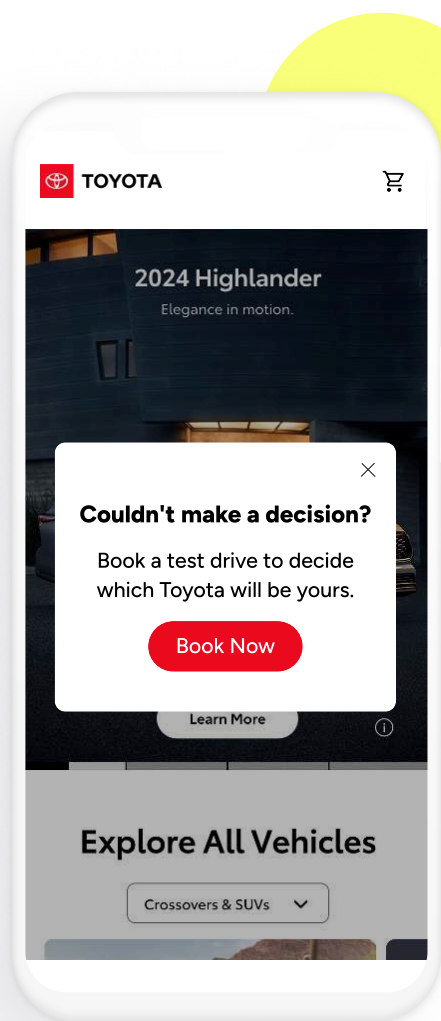 TOYOTA
2024 Highlander
Elegance in motion.
Couldn't make a decision?
Book a test drive to decide
which Toyota will be yours.
Book Now
Learn More
Explore All Vehicles
Crossovers & SUVs